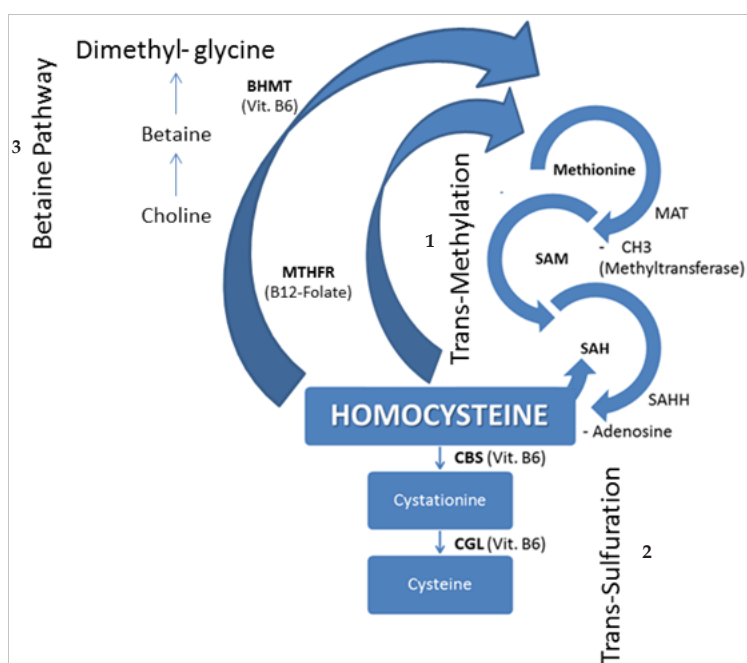 Dimethyl- glycine
BHMT
(Vit. B6)
Betaine
Choline
3
Betaine Pathway
MTHFR
(B12-Folate)
1
Trans-Methylation
Methionine
MAT
- CH3
(Methyltransferase)
SAM
SAH
SAHH
- Adenosine
HOMOCYSTEINE
CBS (Vit. B6)
Cystationine
CGL (Vit. B6)
Cysteine
Trans-Sulfuration
2